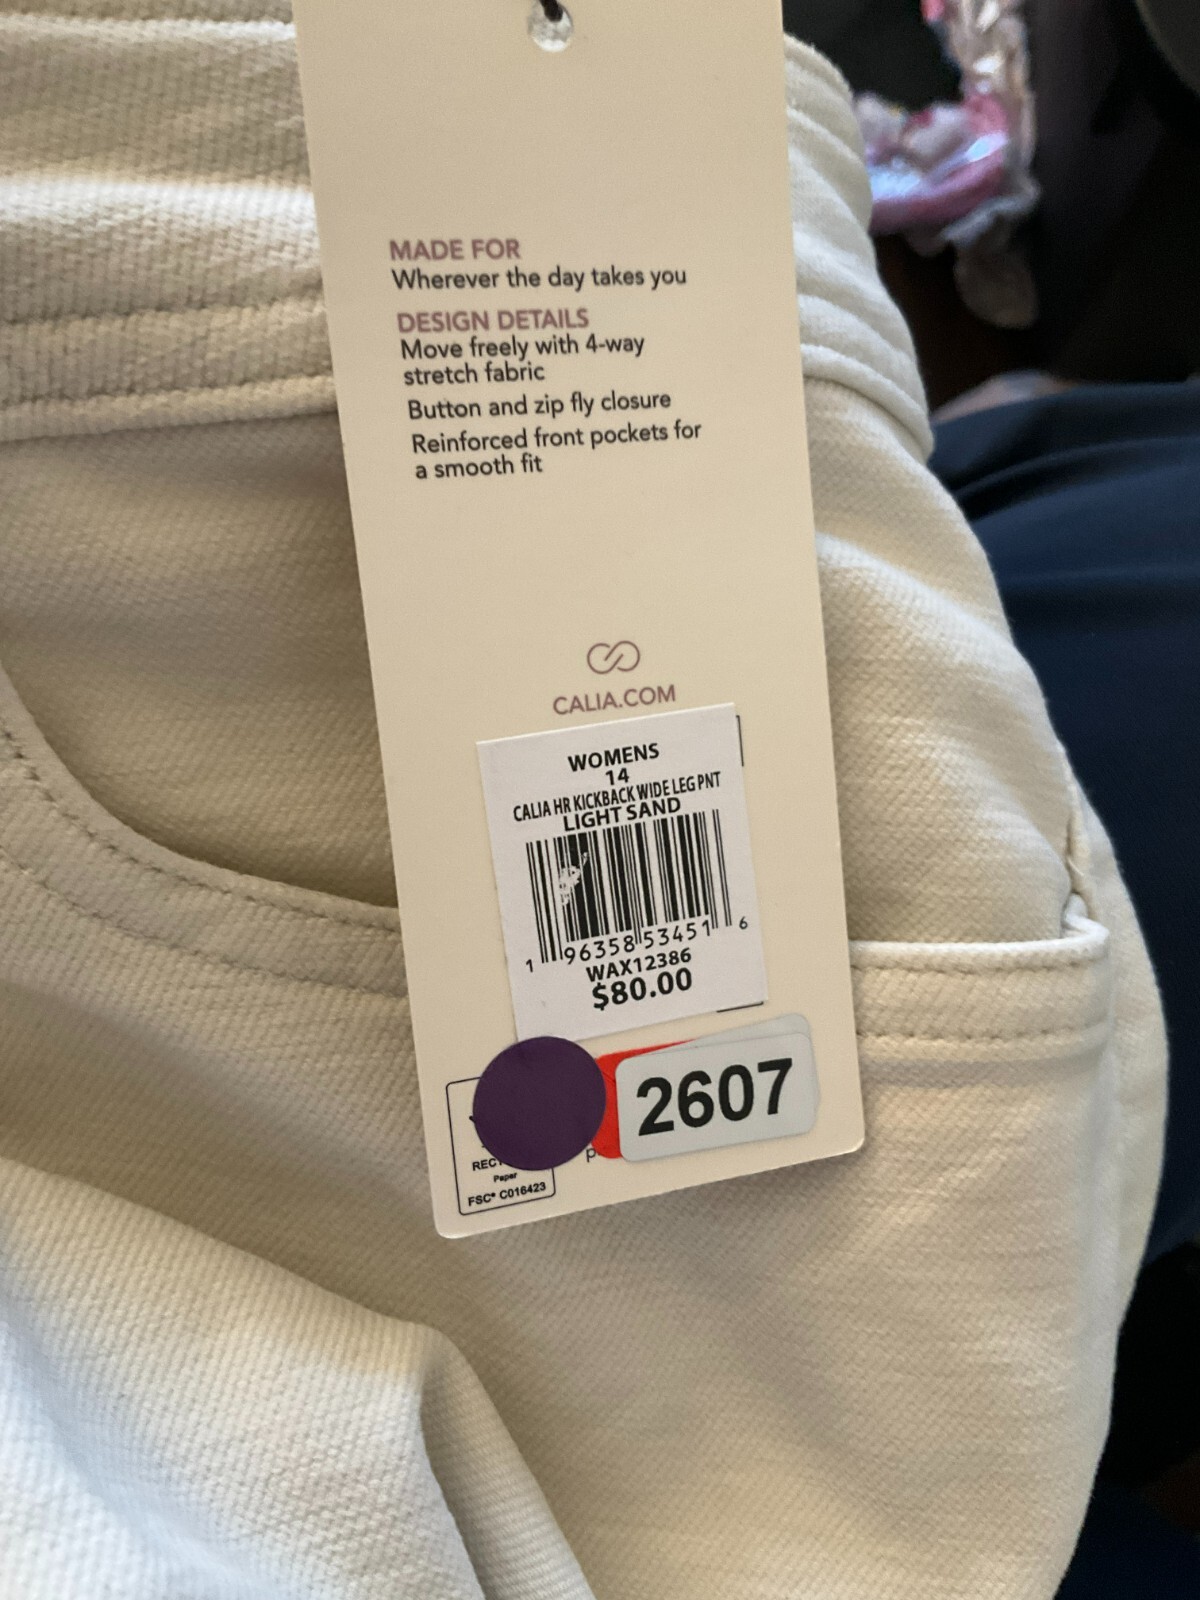 MADE FOR
Wherever the day takes you
DESIGN DETAILS
Move freely with 4-way
stretch fabric
Button and zip fly closure
Reinforced front pockets for
a smooth fit
CALIA.COM
WOMENS
14
CALIA HR KICKBACK WIDE LEG PNT
LIGHT SAND
1 96358 53451 6
WAX12386
$80.00
2607
Paper
FSC® C016423